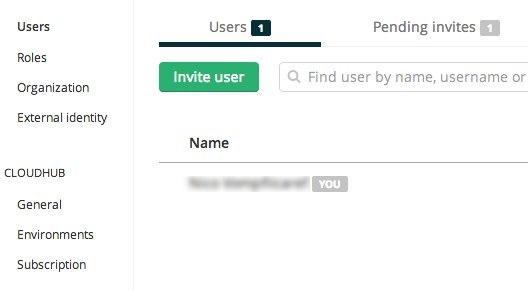 Users
Roles
Organization
External identity
CLOUDHUB
General
Environments
Subscription
Users 1
Pending invites 1
Invite user
Find user by name, username or
Name
YOU